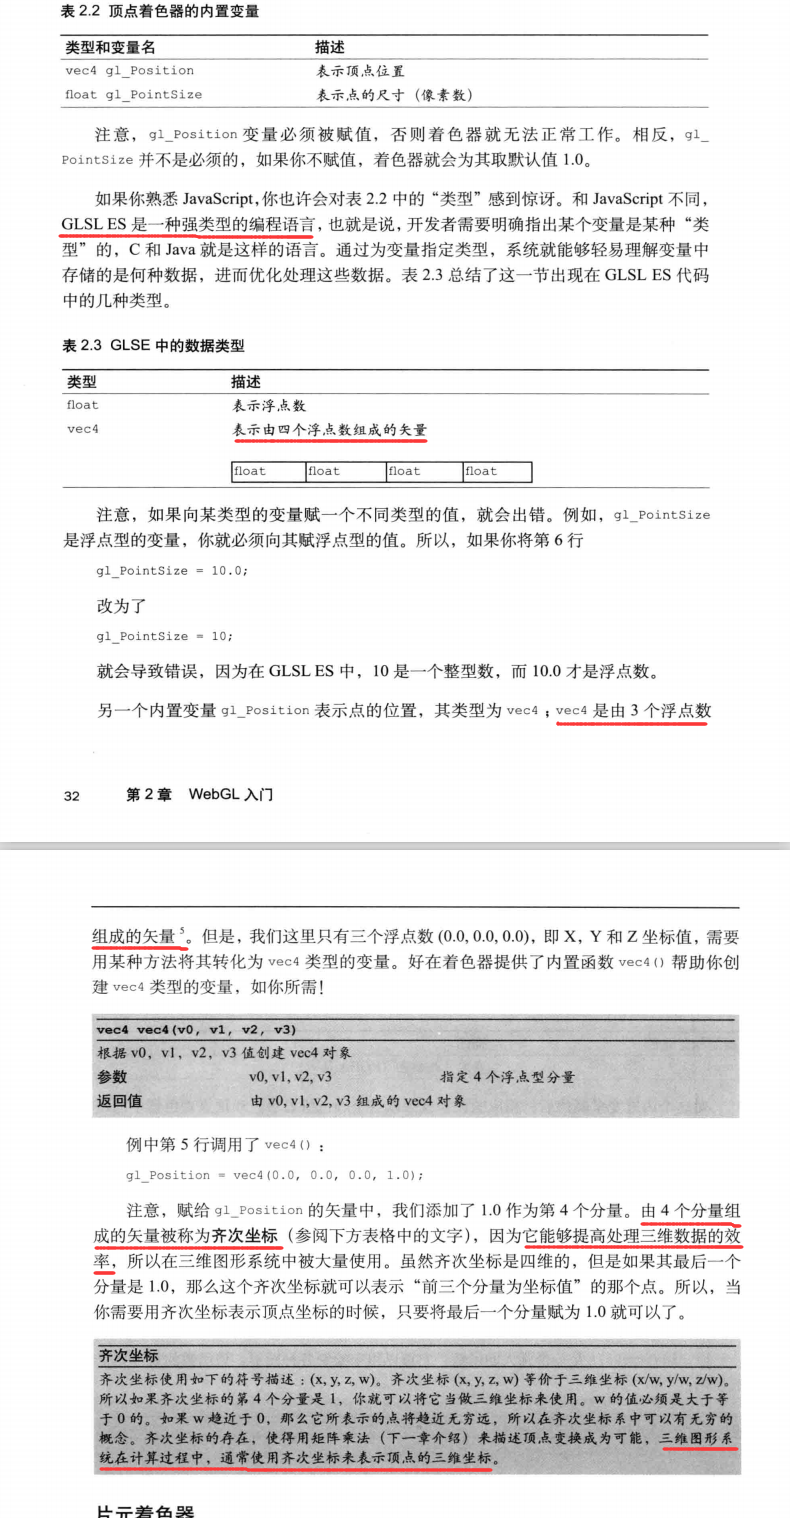 表 2.2 顶点着色器的内置变量
类型和变量名 描述
vec4 gl_Position 表示顶点位置
float gl_PointSize 表示点的尺寸（像素数）
注意，gl_Position 变量必须被赋值，否则着色器就无法正常工作。相反，gl_
PointSize 并不是必须的，如果你不赋值，着色器就会为其取默认值 1.0。
如果你熟悉 JavaScript，你也许会对表 2.2 中的“类型”感到惊讶。和 JavaScript 不同，
GLSL ES 是一种强类型的编程语言，也就是说，开发者需要明确指出某个变量是某种“类
型”的，C 和 Java 就是这样的语言。通过为变量指定类型，系统就能够轻易理解变量中
存储的是何种数据，进而优化处理这些数据。表 2.3 总结了这一节出现在 GLSL ES 代码
中的几种类型。
表 2.3 GLSE 中的数据类型
类型 描述
float 表示浮点数
vec4 表示由四个浮点数组成的矢量
float float float float
注意，如果向某类型的变量赋一个不同类型的值，就会出错。例如，gl_PointSize
是浮点型的变量，你就必须向其赋浮点型的值。所以，如果你将第 6 行
gl_PointSize = 10.0;
改为了
gl_PointSize = 10;
就会导致错误，因为在 GLSL ES 中，10 是一个整型数，而 10.0 才是浮点数。
另一个内置变量 gl_Position 表示点的位置，其类型为 vec4；vec4 是由 3 个浮点数
32 第 2 章 WebGL 入门
组成的矢量5。但是，我们这里只有三个浮点数 (0.0, 0.0, 0.0)，即 X，Y 和 Z 坐标值，需要
用某种方法将其转化为 vec4 类型的变量。好在着色器提供了内置函数 vec4() 帮助你创
建 vec4 类型的变量，如你所需！
vec4 vec4(v0, v1, v2, v3)
根据 v0，v1，v2，v3 值创建 vec4 对象
参数 v0, v1, v2, v3 指定 4 个浮点型分量
返回值 由 v0, v1, v2, v3 组成的 vec4 对象
例中第 5 行调用了 vec4()：
gl_Position = vec4(0.0, 0.0, 0.0, 1.0);
注意，赋给 gl_Position 的矢量中，我们添加了 1.0 作为第 4 个分量。由 4 个分量组
成的矢量被称为齐次坐标（参阅下方表格中的文字），因为它能够提高处理三维数据的效
率，所以在三维图形系统中被大量使用。虽然齐次坐标是四维的，但是如果其最后一个
分量是 1.0，那么这个齐次坐标就可以表示“前三个分量为坐标值”的那个点。所以，当
你需要用齐次坐标表示顶点坐标的时候，只要将最后一个分量赋为 1.0 就可以了。
齐次坐标
齐次坐标使用如下的符号描述：(x, y, z, w)。齐次坐标 (x, y, z, w) 等价于三维坐标 (x/w, y/w, z/w)。
所以如果齐次坐标的第 4 个分量是 1，你就可以将它当做三维坐标来使用。w 的值必须是大于等
于 0 的。如果 w 趋近于 0，那么它所表示的点将趋近无穷远，所以在齐次坐标系中可以有无穷的
概念。齐次坐标的存在，使得用矩阵乘法（下一章介绍）来描述顶点变换成为可能，三维图形系
统在计算过程中，通常使用齐次坐标来表示顶点的三维坐标。
片元着色器